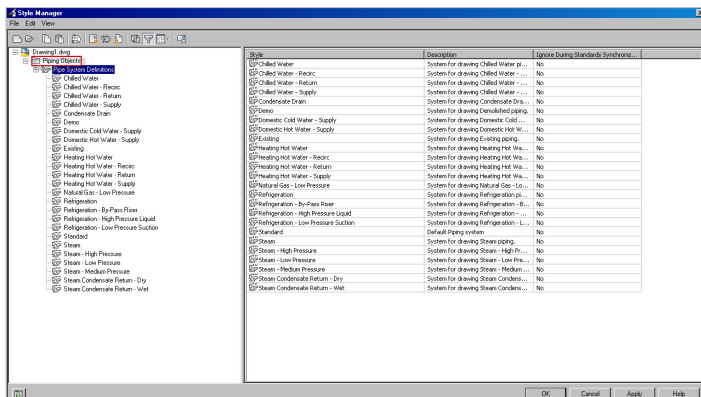 Style Manager
File Edit View
Drawing1.dwg
Piping Objects
Pipe System Definitions
Chilled Water
Chilled Water - Recirc
Chilled Water - Return
Chilled Water - Supply
Condensate Drain
Demo
Domestic Cold Water - Supply
Domestic Hot Water - Supply
Existing
Heating Hot Water
Heating Hot Water - Recirc
Heating Hot Water - Return
Heating Hot Water - Supply
Natural Gas - Low Pressure
Refrigeration
Refrigeration - By-Pass Riser
Refrigeration - High Pressure Liquid
Refrigeration - Low Pressure Suction
Standard
Steam
Steam - High Pressure
Steam - Low Pressure
Steam - Medium Pressure
Steam Condensate Return - Dry
Steam Condensate Return - Wet
Style Description Ignore During Standards Synchroniz...
Chilled Water System for drawing Chilled Water pi... No
Chilled Water - Recirc System for drawing Chilled Water - ... No
Chilled Water - Return System for drawing Chilled Water - ... No
Chilled Water - Supply System for drawing Chilled Water - ... No
Condensate Drain System for drawing Condensate Dra... No
Demo System for drawing Demolished piping. No
Domestic Cold Water - Supply System for drawing Domestic Cold ... No
Domestic Hot Water - Supply System for drawing Domestic Hot W... No
Existing System for drawing Existing piping. No
Heating Hot Water System for drawing Heating Hot Wa... No
Heating Hot Water - Recirc System for drawing Heating Hot Wa... No
Heating Hot Water - Return System for drawing Heating Hot Wa... No
Heating Hot Water - Supply System for drawing Heating Hot Wa... No
Natural Gas - Low Pressure System for drawing Natural Gas - Lo... No
Refrigeration System for drawing Refrigeration pi... No
Refrigeration - By-Pass Riser System for drawing Refrigeration - B... No
Refrigeration - High Pressure Liquid System for drawing Refrigeration - ... No
Refrigeration - Low Pressure Suction System for drawing Refrigeration - L... No
Standard Default Piping system No
Steam System for drawing Steam piping. No
Steam - High Pressure System for drawing Steam - High Pr... No
Steam - Low Pressure System for drawing Steam - Low Pre... No
Steam - Medium Pressure System for drawing Steam - Medium ... No
Steam Condensate Return - Dry System for drawing Steam Condens... No
Steam Condensate Return - Wet System for drawing Steam Condens... No
OK Cancel Apply Help